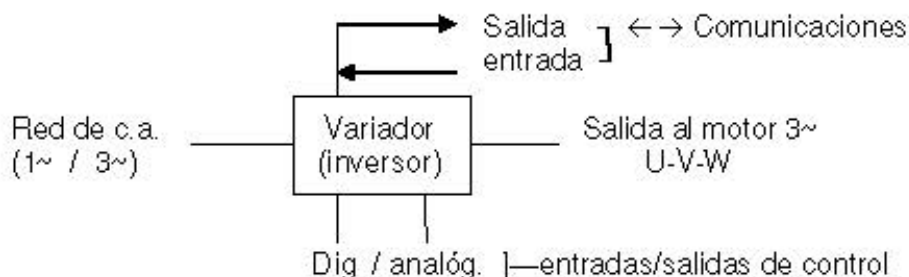 Salida ←→ Comunicaciones
entrada
Red de c.a.
(1~ / 3~)
Variador
(inversor)
Salida al motor 3~
U-V-W
Dig / analóg. ]—entradas/salidas de control